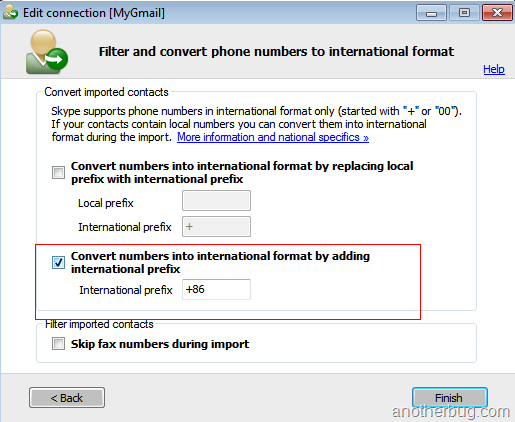 Edit connection [MyGmail]
Filter and convert phone numbers to international format
Help
Convert imported contacts
Skype supports phone numbers in international format only (started with "+" or "00").
If your contacts contain local numbers you can convert them into international
format during the import. More information and national specifics »
Convert numbers into international format by replacing local
prefix with international prefix
Local prefix
International prefix
+
Convert numbers into international format by adding
international prefix
International prefix
+86
Filter imported contacts
Skip fax numbers during import
< Back
Finish
anotherbug.com